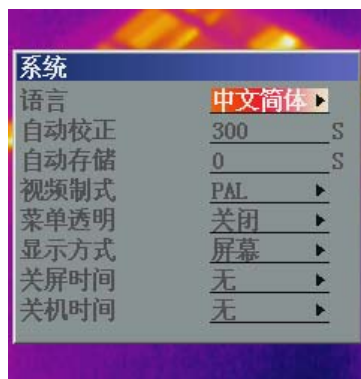 系统
语言 中文简体
自动校正 300 S
自动存储 0 S
视频制式 PAL
菜单透明 关闭
显示方式 屏幕
关屏时间 无
关机时间 无